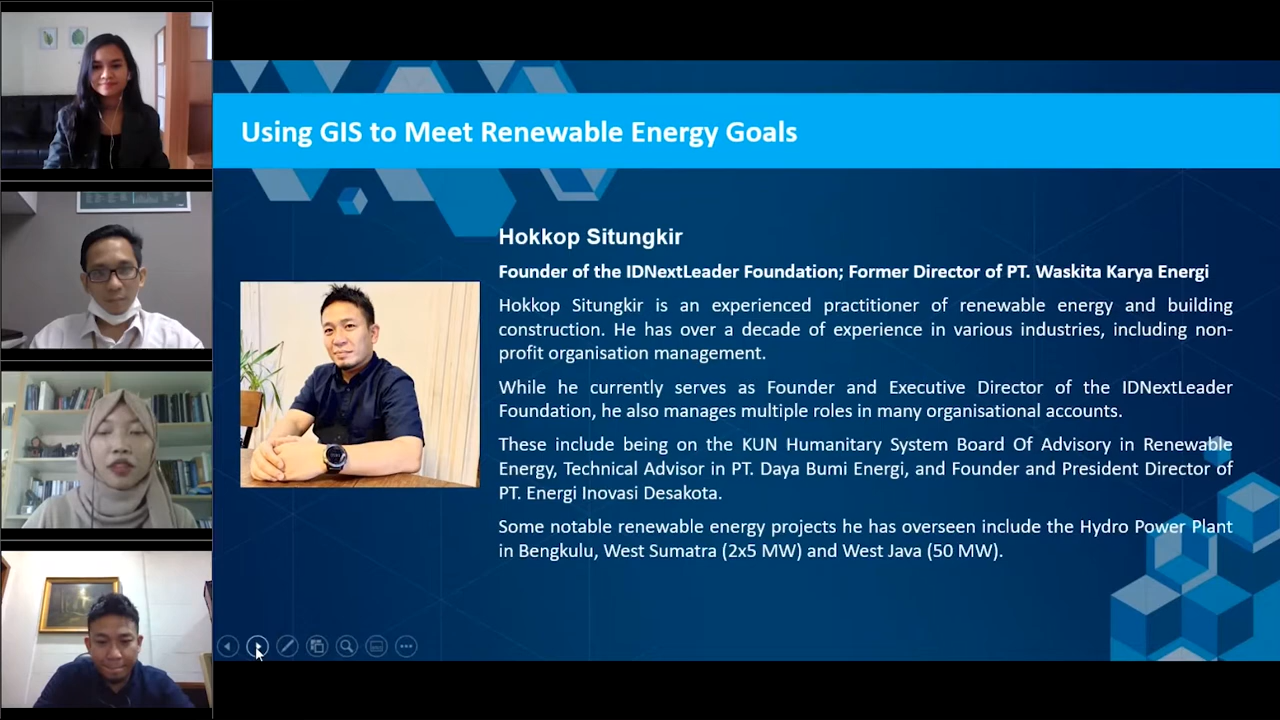 Using GIS to Meet Renewable Energy Goals
Hokkop Situngkir
Founder of the IDNextLeader Foundation; Former Director of PT. Waskita Karya Energi
Hokkop Situngkir is an experienced practitioner of renewable energy and building
construction. He has over a decade of experience in various industries, including non-
profit organisation management.
While he currently serves as Founder and Executive Director of the IDNextLeader
Foundation, he also manages multiple roles in many organisational accounts.
These include being on the KUN Humanitary System Board Of Advisory in Renewable
Energy, Technical Advisor in PT. Daya Bumi Energi, and Founder and President Director of
PT. Energi Inovasi Desakota.
Some notable renewable energy projects he has overseen include the Hydro Power Plant
in Bengkulu, West Sumatra (2x5 MW) and West Java (50 MW).